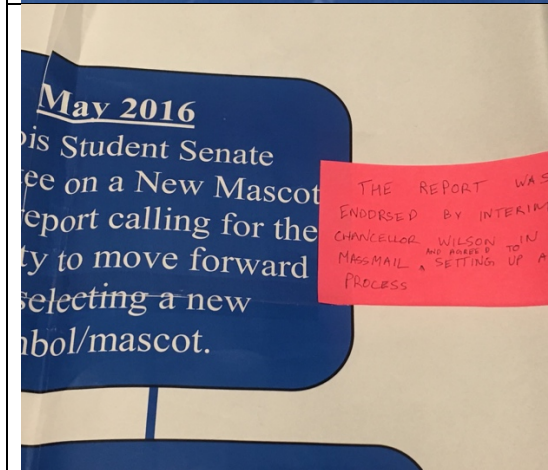 May 2016
is Student Senate
ee on a New Mascot
eport calling for the
ty to move forward
selecting a new
bol/mascot.
THE REPORT WAS
ENDORSED BY INTERIM
CHANCELLOR WILSON IN
MASSMAIL ^ AND AGREED TO SETTING UP A
PROCESS